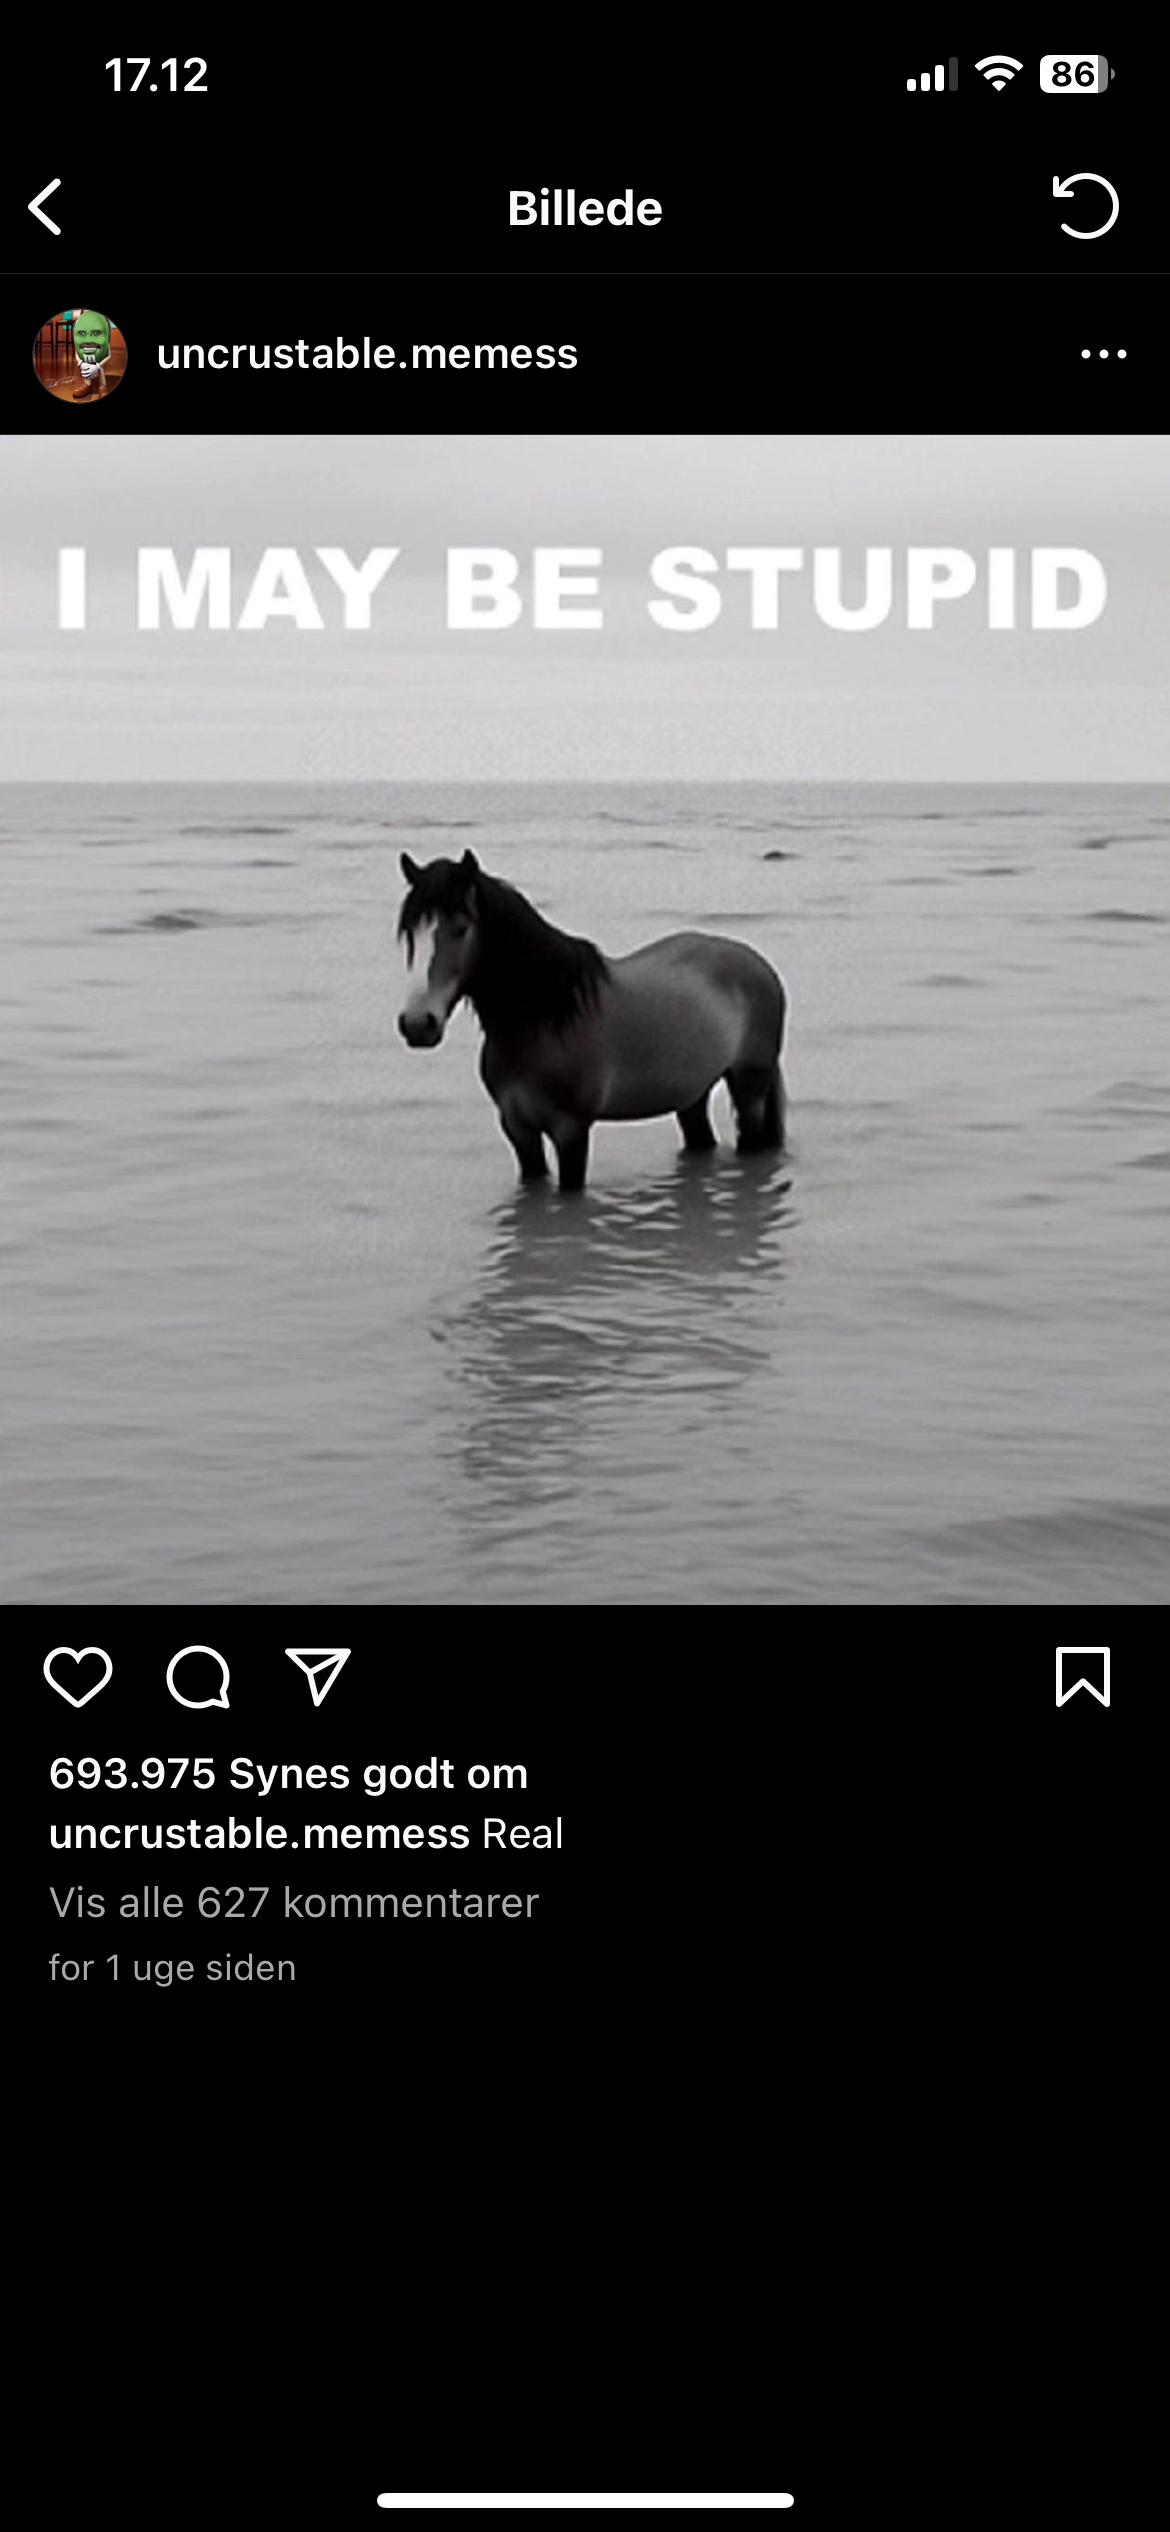 17.12
86
Billede
uncrustable.memess
I MAY BE STUPID
693.975 Synes godt om
uncrustable.memess Real
Vis alle 627 kommentarer
for 1 uge siden